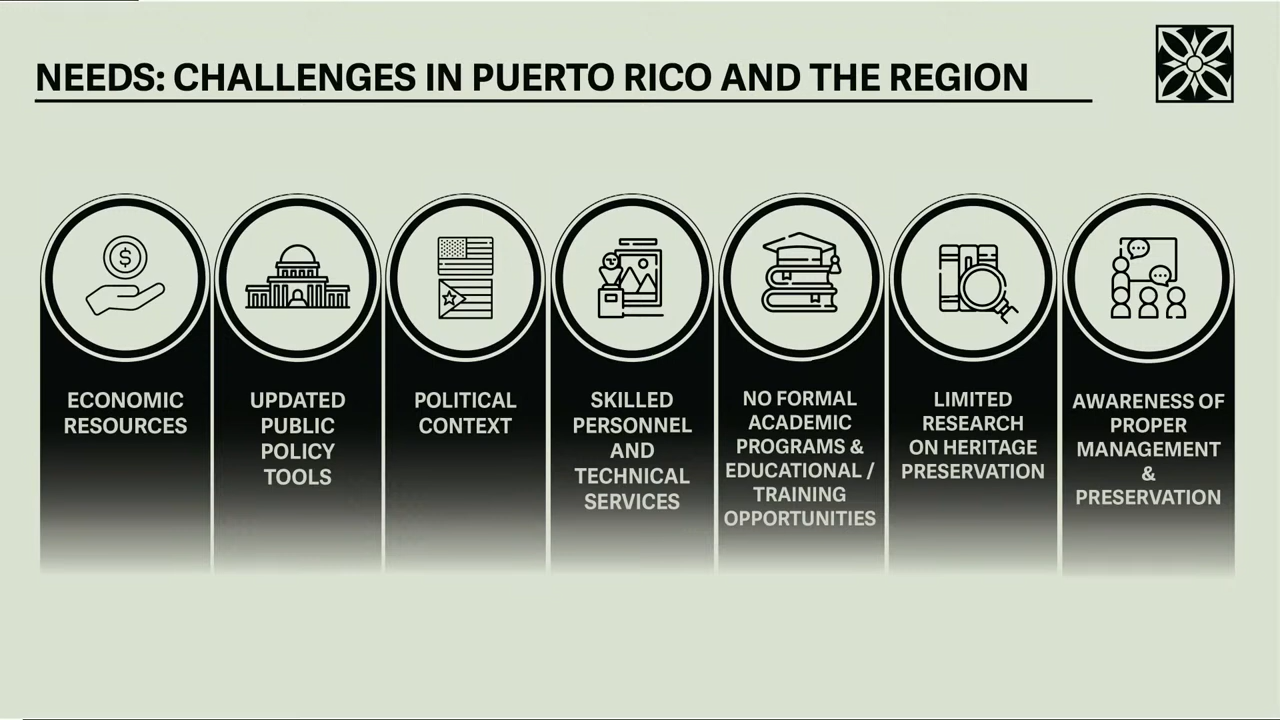 NEEDS: CHALLENGES IN PUERTO RICO AND THE REGION
$
ECONOMIC
RESOURCES
UPDATED
PUBLIC
POLICY
TOOLS
POLITICAL
CONTEXT
SKILLED
PERSONNEL
AND
TECHNICAL
SERVICES
NO FORMAL
ACADEMIC
PROGRAMS &
EDUCATIONAL /
TRAINING
OPPORTUNITIES
LIMITED
RESEARCH
ON HERITAGE
PRESERVATION
AWARENESS OF
PROPER
MANAGEMENT
&
PRESERVATION